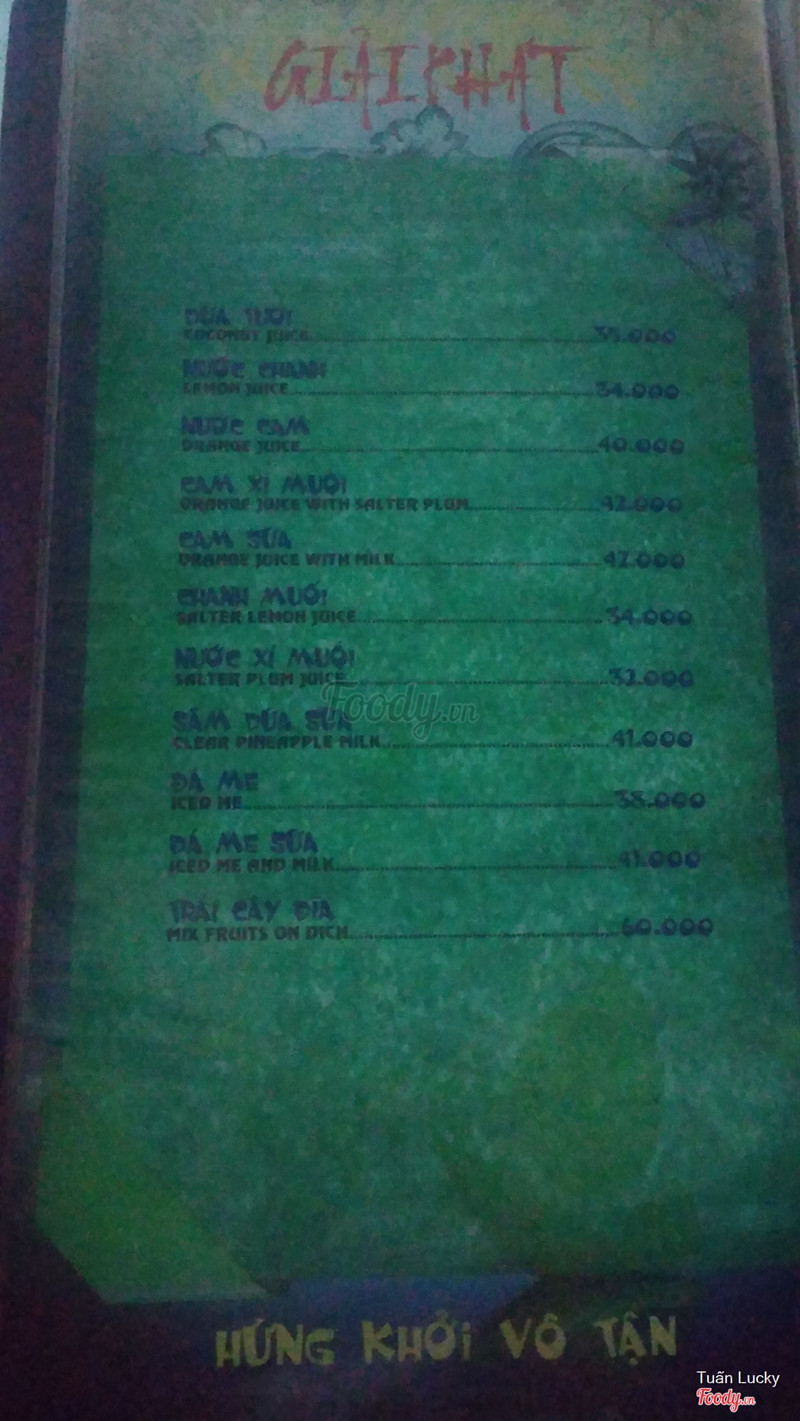 GIẢI KHÁT
DỪA TƯƠI
COCONUT JUICE
NƯỚC CHANH
LEMON JUICE 34.000
NƯỚC CAM
ORANGE JUICE 40.000
CAM XÍ MUỘI
ORANGE JUICE WITH SALTER PLUM 42.000
CAM SỮA
ORANGE JUICE WITH MILK 42.000
CHANH MUỐI
SALTER LEMON JUICE 34.000
NƯỚC XÍ MUỘI
SALTER PLUM JUICE 32.000
Foody.vn
SÂM DỨA SỮA
CLEAR PINEAPPLE MILK 41.000
ĐÁ ME
ICED ME 38.000
ĐÁ ME SỮA
ICED ME AND MILK 41.000
TRÁI CÂY DĨA
MIX FRUITS ON DICH 60.000
HỨNG KHỞI VÔ TẬN
Tuấn Lucky
Foody.vn